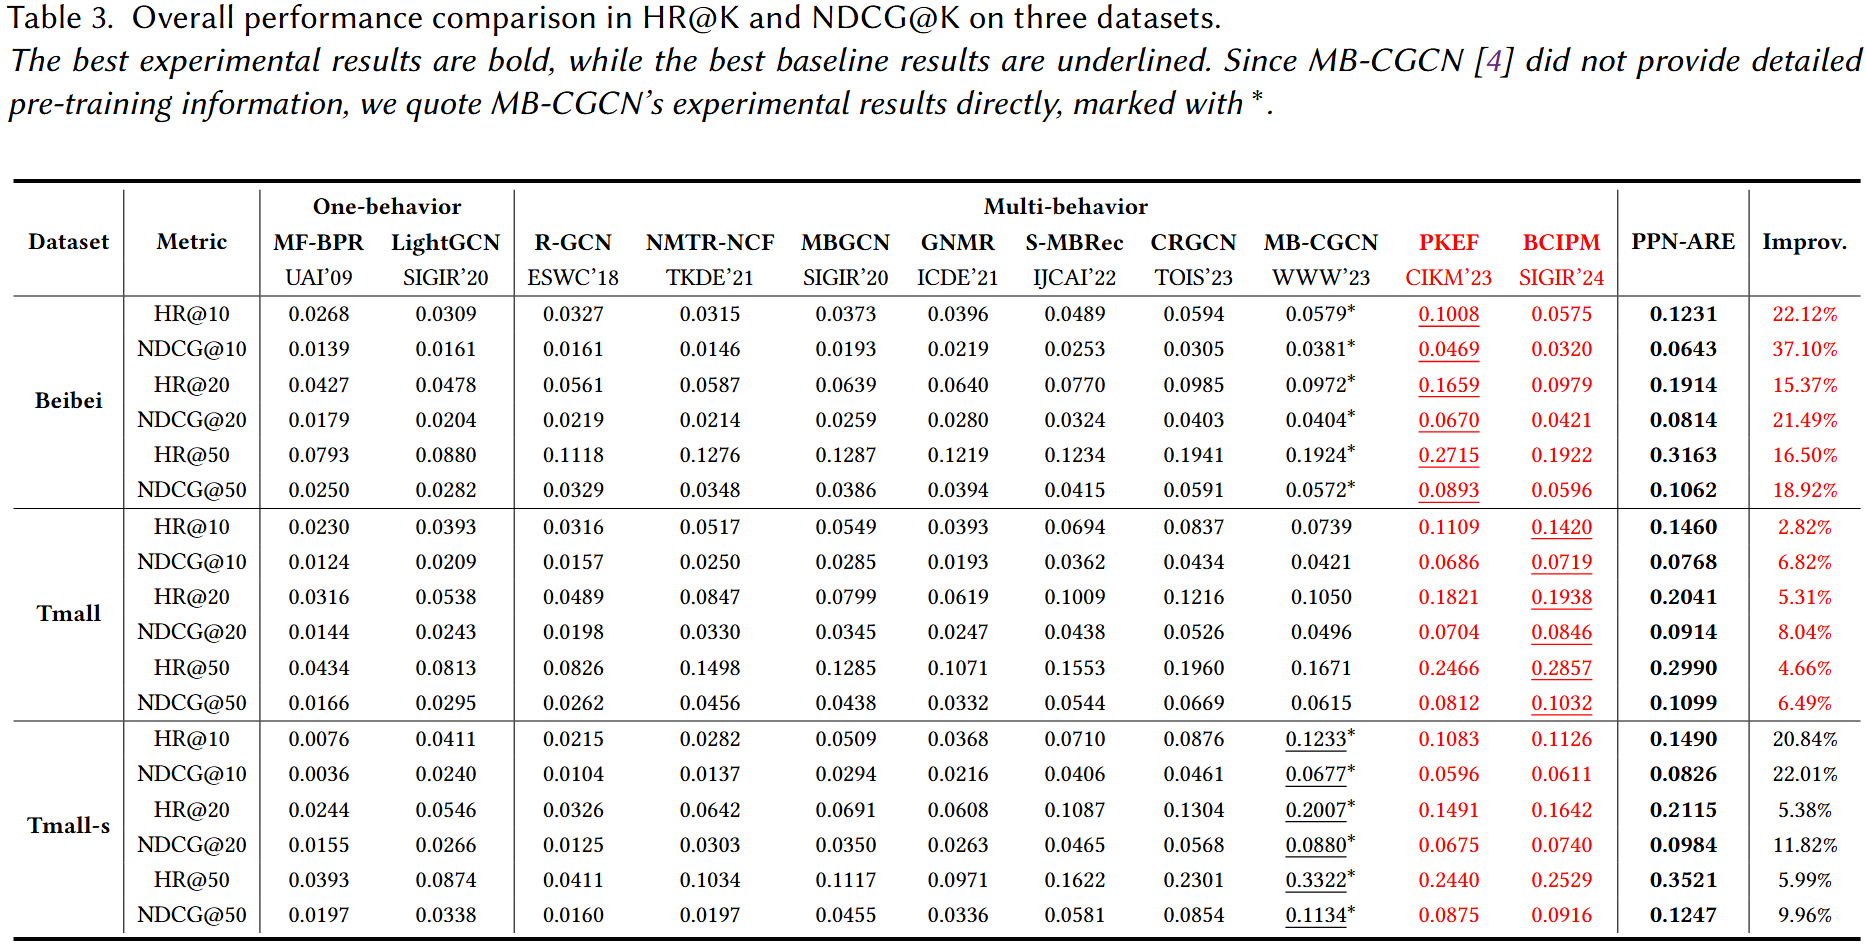 Table 3. Overall performance comparison in HR@K and NDCG@K on three datasets.
The best experimental results are bold, while the best baseline results are underlined. Since MB-CGCN [4] did not provide detailed
pre-training information, we quote MB-CGCN's experimental results directly, marked with *.
One-behavior Multi-behavior
Dataset Metric MF-BPR LightGCN R-GCN NMTR-NCF MBGCN GNMR S-MBRec CRGCN MB-CGCN PKEF BCIPM PPN-ARE Improv.
UAI'09 SIGIR'20 ESWC'18 TKDE'21 SIGIR'20 ICDE'21 IJCAI'22 TOIS'23 WWW'23 CIKM'23 SIGIR'24
Beibei
HR@10 0.0268 0.0309 0.0327 0.0315 0.0373 0.0396 0.0489 0.0594 0.0579* 0.1008 0.0575 0.1231 22.12%
NDCG@10 0.0139 0.0161 0.0161 0.0146 0.0193 0.0219 0.0253 0.0305 0.0381* 0.0469 0.0320 0.0643 37.10%
HR@20 0.0427 0.0478 0.0561 0.0587 0.0639 0.0640 0.0770 0.0985 0.0972* 0.1659 0.0979 0.1914 15.37%
NDCG@20 0.0179 0.0204 0.0219 0.0214 0.0259 0.0280 0.0324 0.0403 0.0404* 0.0670 0.0421 0.0814 21.49%
HR@50 0.0793 0.0880 0.1118 0.1276 0.1287 0.1219 0.1234 0.1941 0.1924* 0.2715 0.1922 0.3163 16.50%
NDCG@50 0.0250 0.0282 0.0329 0.0348 0.0386 0.0394 0.0415 0.0591 0.0572* 0.0893 0.0596 0.1062 18.92%
Tmall
HR@10 0.0230 0.0393 0.0316 0.0517 0.0549 0.0393 0.0694 0.0837 0.0739 0.1109 0.1420 0.1460 2.82%
NDCG@10 0.0124 0.0209 0.0157 0.0250 0.0285 0.0193 0.0362 0.0434 0.0421 0.0686 0.0719 0.0768 6.82%
HR@20 0.0316 0.0538 0.0489 0.0847 0.0799 0.0619 0.1009 0.1216 0.1050 0.1821 0.1938 0.2041 5.31%
NDCG@20 0.0144 0.0243 0.0198 0.0330 0.0345 0.0247 0.0438 0.0526 0.0496 0.0704 0.0846 0.0914 8.04%
HR@50 0.0434 0.0813 0.0826 0.1498 0.1285 0.1071 0.1553 0.1960 0.1671 0.2466 0.2857 0.2990 4.66%
NDCG@50 0.0166 0.0295 0.0262 0.0456 0.0438 0.0332 0.0544 0.0669 0.0615 0.0812 0.1032 0.1099 6.49%
Tmall-s
HR@10 0.0076 0.0411 0.0215 0.0282 0.0509 0.0368 0.0710 0.0876 0.1233* 0.1083 0.1126 0.1490 20.84%
NDCG@10 0.0036 0.0240 0.0104 0.0137 0.0294 0.0216 0.0406 0.0461 0.0677* 0.0596 0.0611 0.0826 22.01%
HR@20 0.0244 0.0546 0.0326 0.0642 0.0691 0.0608 0.1087 0.1304 0.2007* 0.1491 0.1642 0.2115 5.38%
NDCG@20 0.0155 0.0266 0.0125 0.0303 0.0350 0.0263 0.0465 0.0568 0.0880* 0.0675 0.0740 0.0984 11.82%
HR@50 0.0393 0.0874 0.0411 0.1034 0.1117 0.0971 0.1622 0.2301 0.3322* 0.2440 0.2529 0.3521 5.99%
NDCG@50 0.0197 0.0338 0.0160 0.0197 0.0455 0.0336 0.0581 0.0854 0.1134* 0.0875 0.0916 0.1247 9.96%